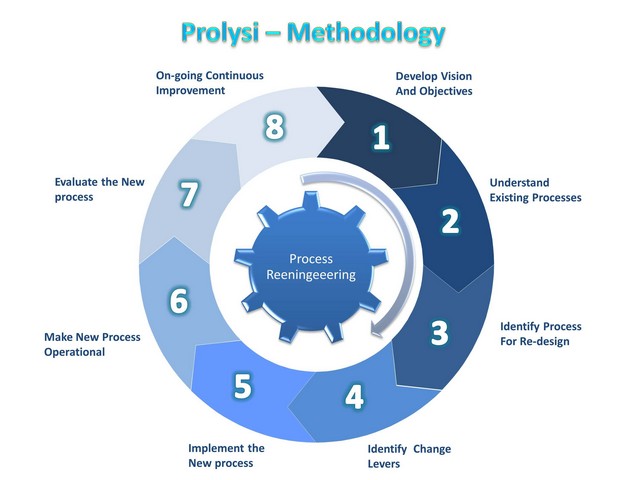 Prolysi – Methodology
1
Develop Vision
And Objectives
2
Understand
Existing Processes
3
Identify Process
For Re-design
4
Identify Change
Levers
5
Implement the
New process
6
Make New Process
Operational
7
Evaluate the New
process
8
On-going Continuous
Improvement
Process
Reeningeeering